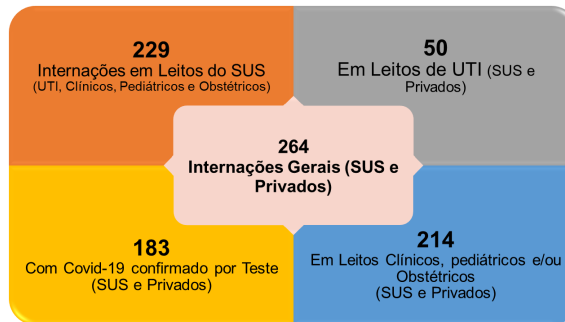 229
Internações em Leitos do SUS
(UTI, Clínicos, Pediátricos e Obstétricos)
50
Em Leitos de UTI (SUS e
Privados)
264
Internações Gerais (SUS e
Privados)
183
Com Covid-19 confirmado por Teste
(SUS e Privados)
214
Em Leitos Clínicos, pediátricos e/ou
Obstétricos
(SUS e Privados)